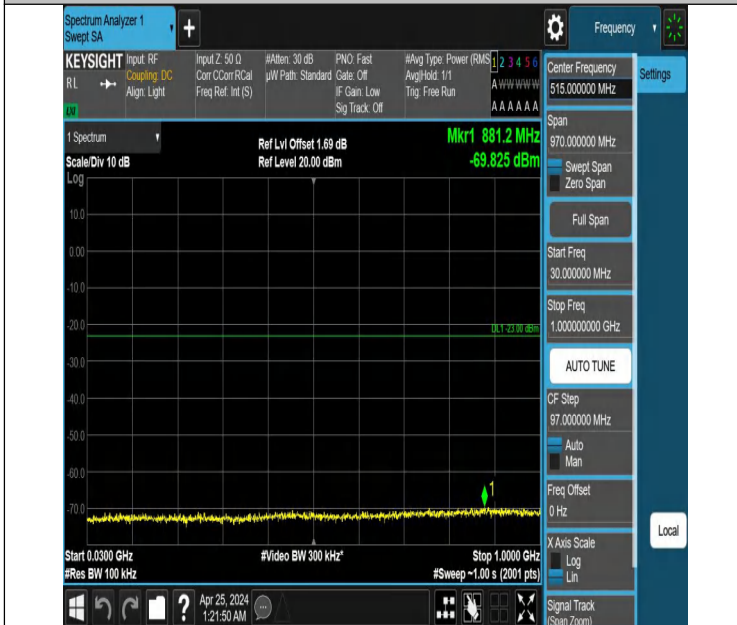 Spectrum Analyzer 1
Swept SA
+
Frequency
KEYSIGHT
RL
Input: RF
Coupling: DC
Align: Light
Input Z: 50 Ω
Corr CCorr RCal
Freq Ref: Int (S)
#Atten: 30 dB
µW Path: Standard
PNO: Fast
Gate: Off
IF Gain: Low
Sig Track: Off
#Avg Type: Power (RMS
Avg|Hold: 1/1
Trig: Free Run
1 2 3 4 5 6
A W W W W W
A A A A A A
1 Spectrum
Scale/Div 10 dB
Log
Ref Lvl Offset 1.69 dB
Ref Level 20.00 dBm
Mkr1 881.2 MHz
-69.825 dBm
10.0
0.00
-10.0
-20.0
-30.0
-40.0
-50.0
-60.0
-70.0
DL1 -23.00 dBm
1
Start 0.0300 GHz
#Res BW 100 kHz
#Video BW 300 kHz*
Stop 1.0000 GHz
#Sweep ~1.00 s (2001 pts)
?
Apr 25, 2024
1:21:50 AM
Center Frequency
515.000000 MHz
Settings
Span
970.000000 MHz
Swept Span
Zero Span
Full Span
Start Freq
30.000000 MHz
Stop Freq
1.000000000 GHz
AUTO TUNE
CF Step
97.000000 MHz
Auto
Man
Freq Offset
0 Hz
X Axis Scale
Log
Lin
Local
Signal Track
(Span Zoom)